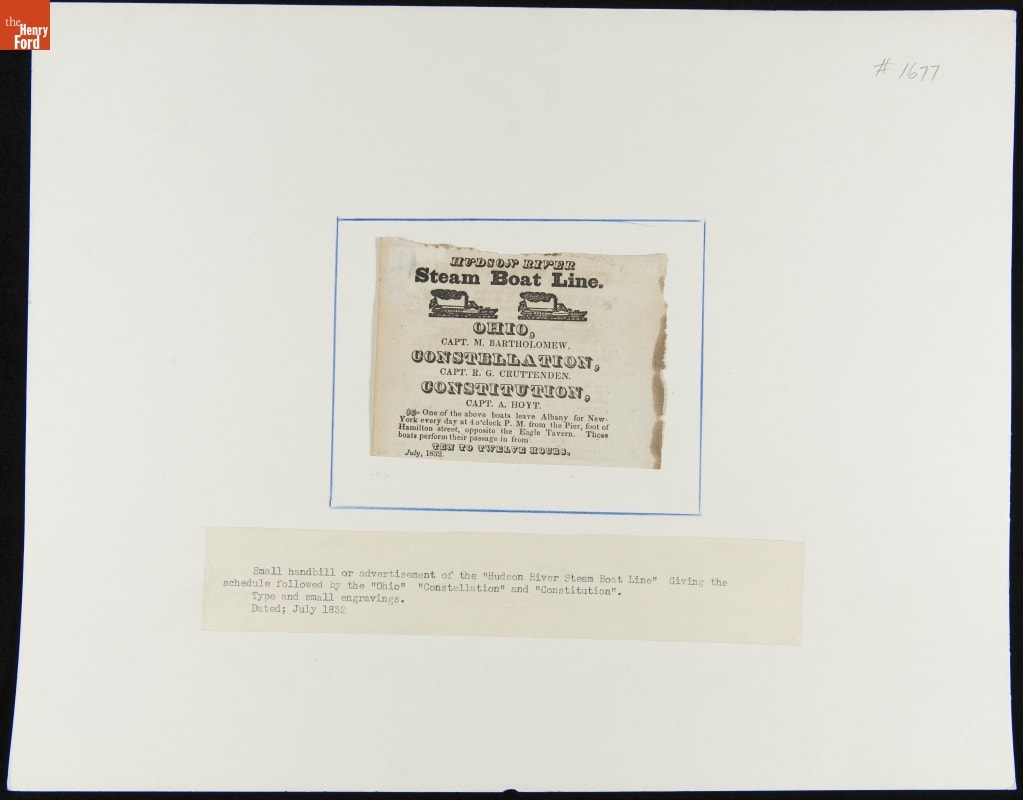 the
Henry
Ford
# 1677
HUDSON RIVER
Steam Boat Line.
OHIO,
CAPT. M. BARTHOLOMEW.
CONSTELLATION,
CAPT. R. G. CRUTTENDEN.
CONSTITUTION,
CAPT. A. HOYT.
☞ One of the above boats leave Albany for New-
York every day at 4 o'clock P. M. from the Pier, foot of
Hamilton street, opposite the Eagle Tavern. Those
boats perform their passage in from
TEN TO TWELVE HOURS.
July, 1832.
Small handbill or advertisement of the "Hudson River Steam Boat Line" Giving the
schedule followed by the "Ohio" "Constellation" and "Constitution".
Type and small engravings.
Dated; July 1832